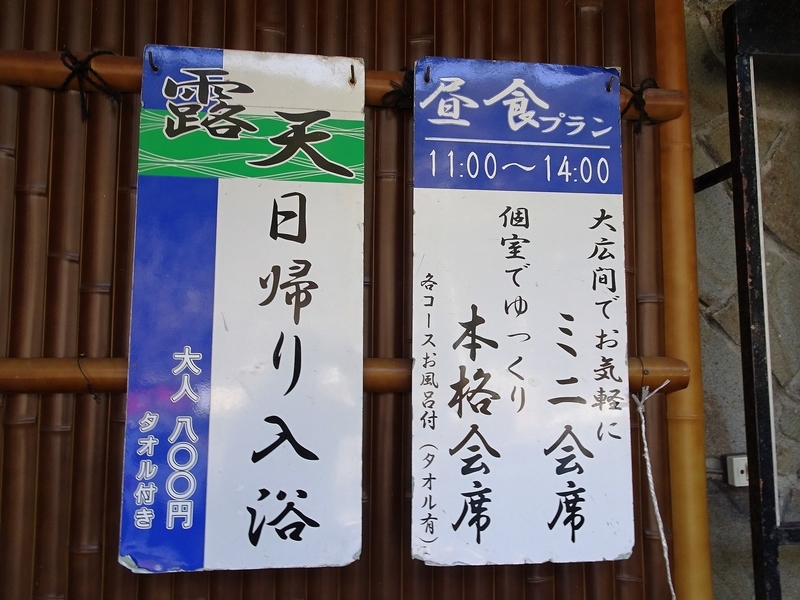 露天
日帰り入浴
大人 八〇〇円
タオル付き
昼食プラン
11:00～14:00
大広間でお気軽に
ミニ会席
個室でゆっくり
本格会席
各コースお風呂付（タオル有）